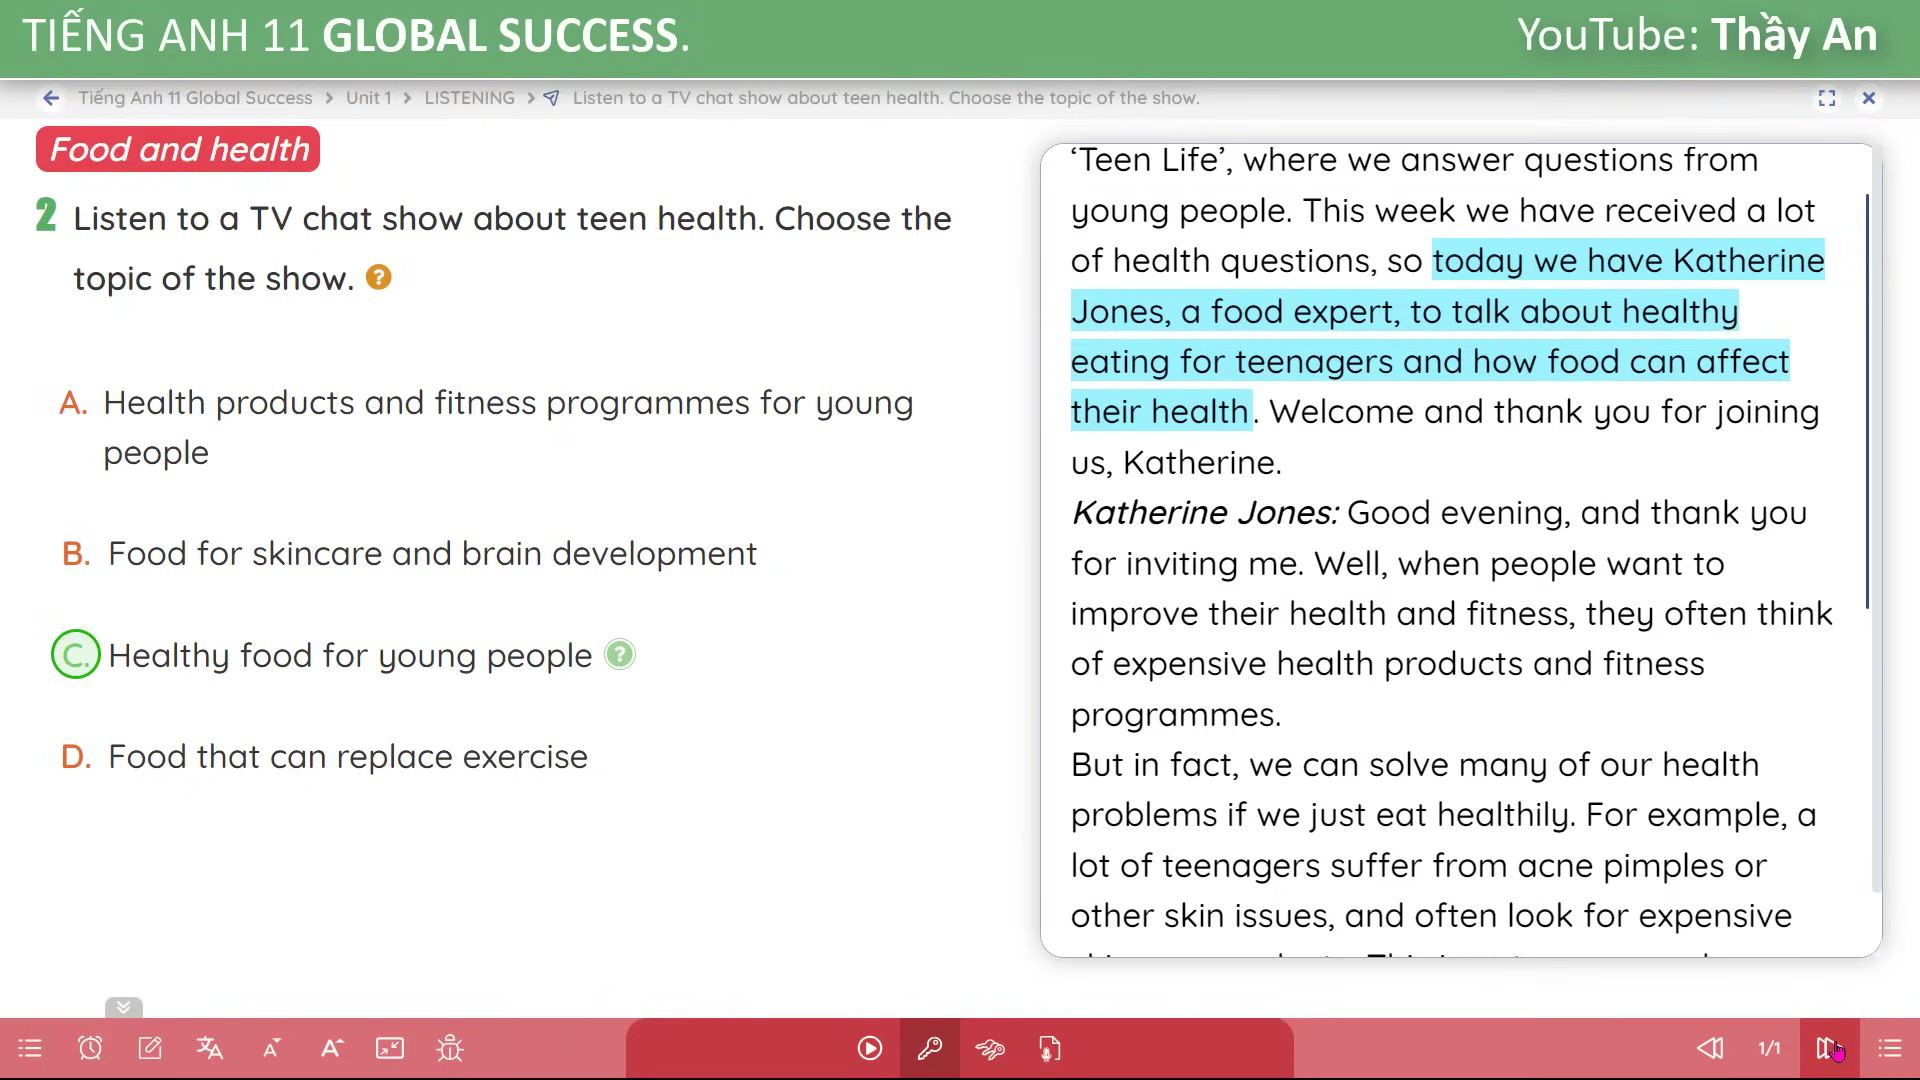 TIẾNG ANH 11 GLOBAL SUCCESS.
YouTube: Thầy An
Tiếng Anh 11 Global Success > Unit 1 > LISTENING > Listen to a TV chat show about teen health. Choose the topic of the show.
Food and health
2 Listen to a TV chat show about teen health. Choose the
topic of the show. ?
A. Health products and fitness programmes for young
people
B. Food for skincare and brain development
C. Healthy food for young people ?
D. Food that can replace exercise
‘Teen Life’, where we answer questions from
young people. This week we have received a lot
of health questions, so today we have Katherine
Jones, a food expert, to talk about healthy
eating for teenagers and how food can affect
their health. Welcome and thank you for joining
us, Katherine.
Katherine Jones: Good evening, and thank you
for inviting me. Well, when people want to
improve their health and fitness, they often think
of expensive health products and fitness
programmes.
But in fact, we can solve many of our health
problems if we just eat healthily. For example, a
lot of teenagers suffer from acne pimples or
other skin issues, and often look for expensive
1/1